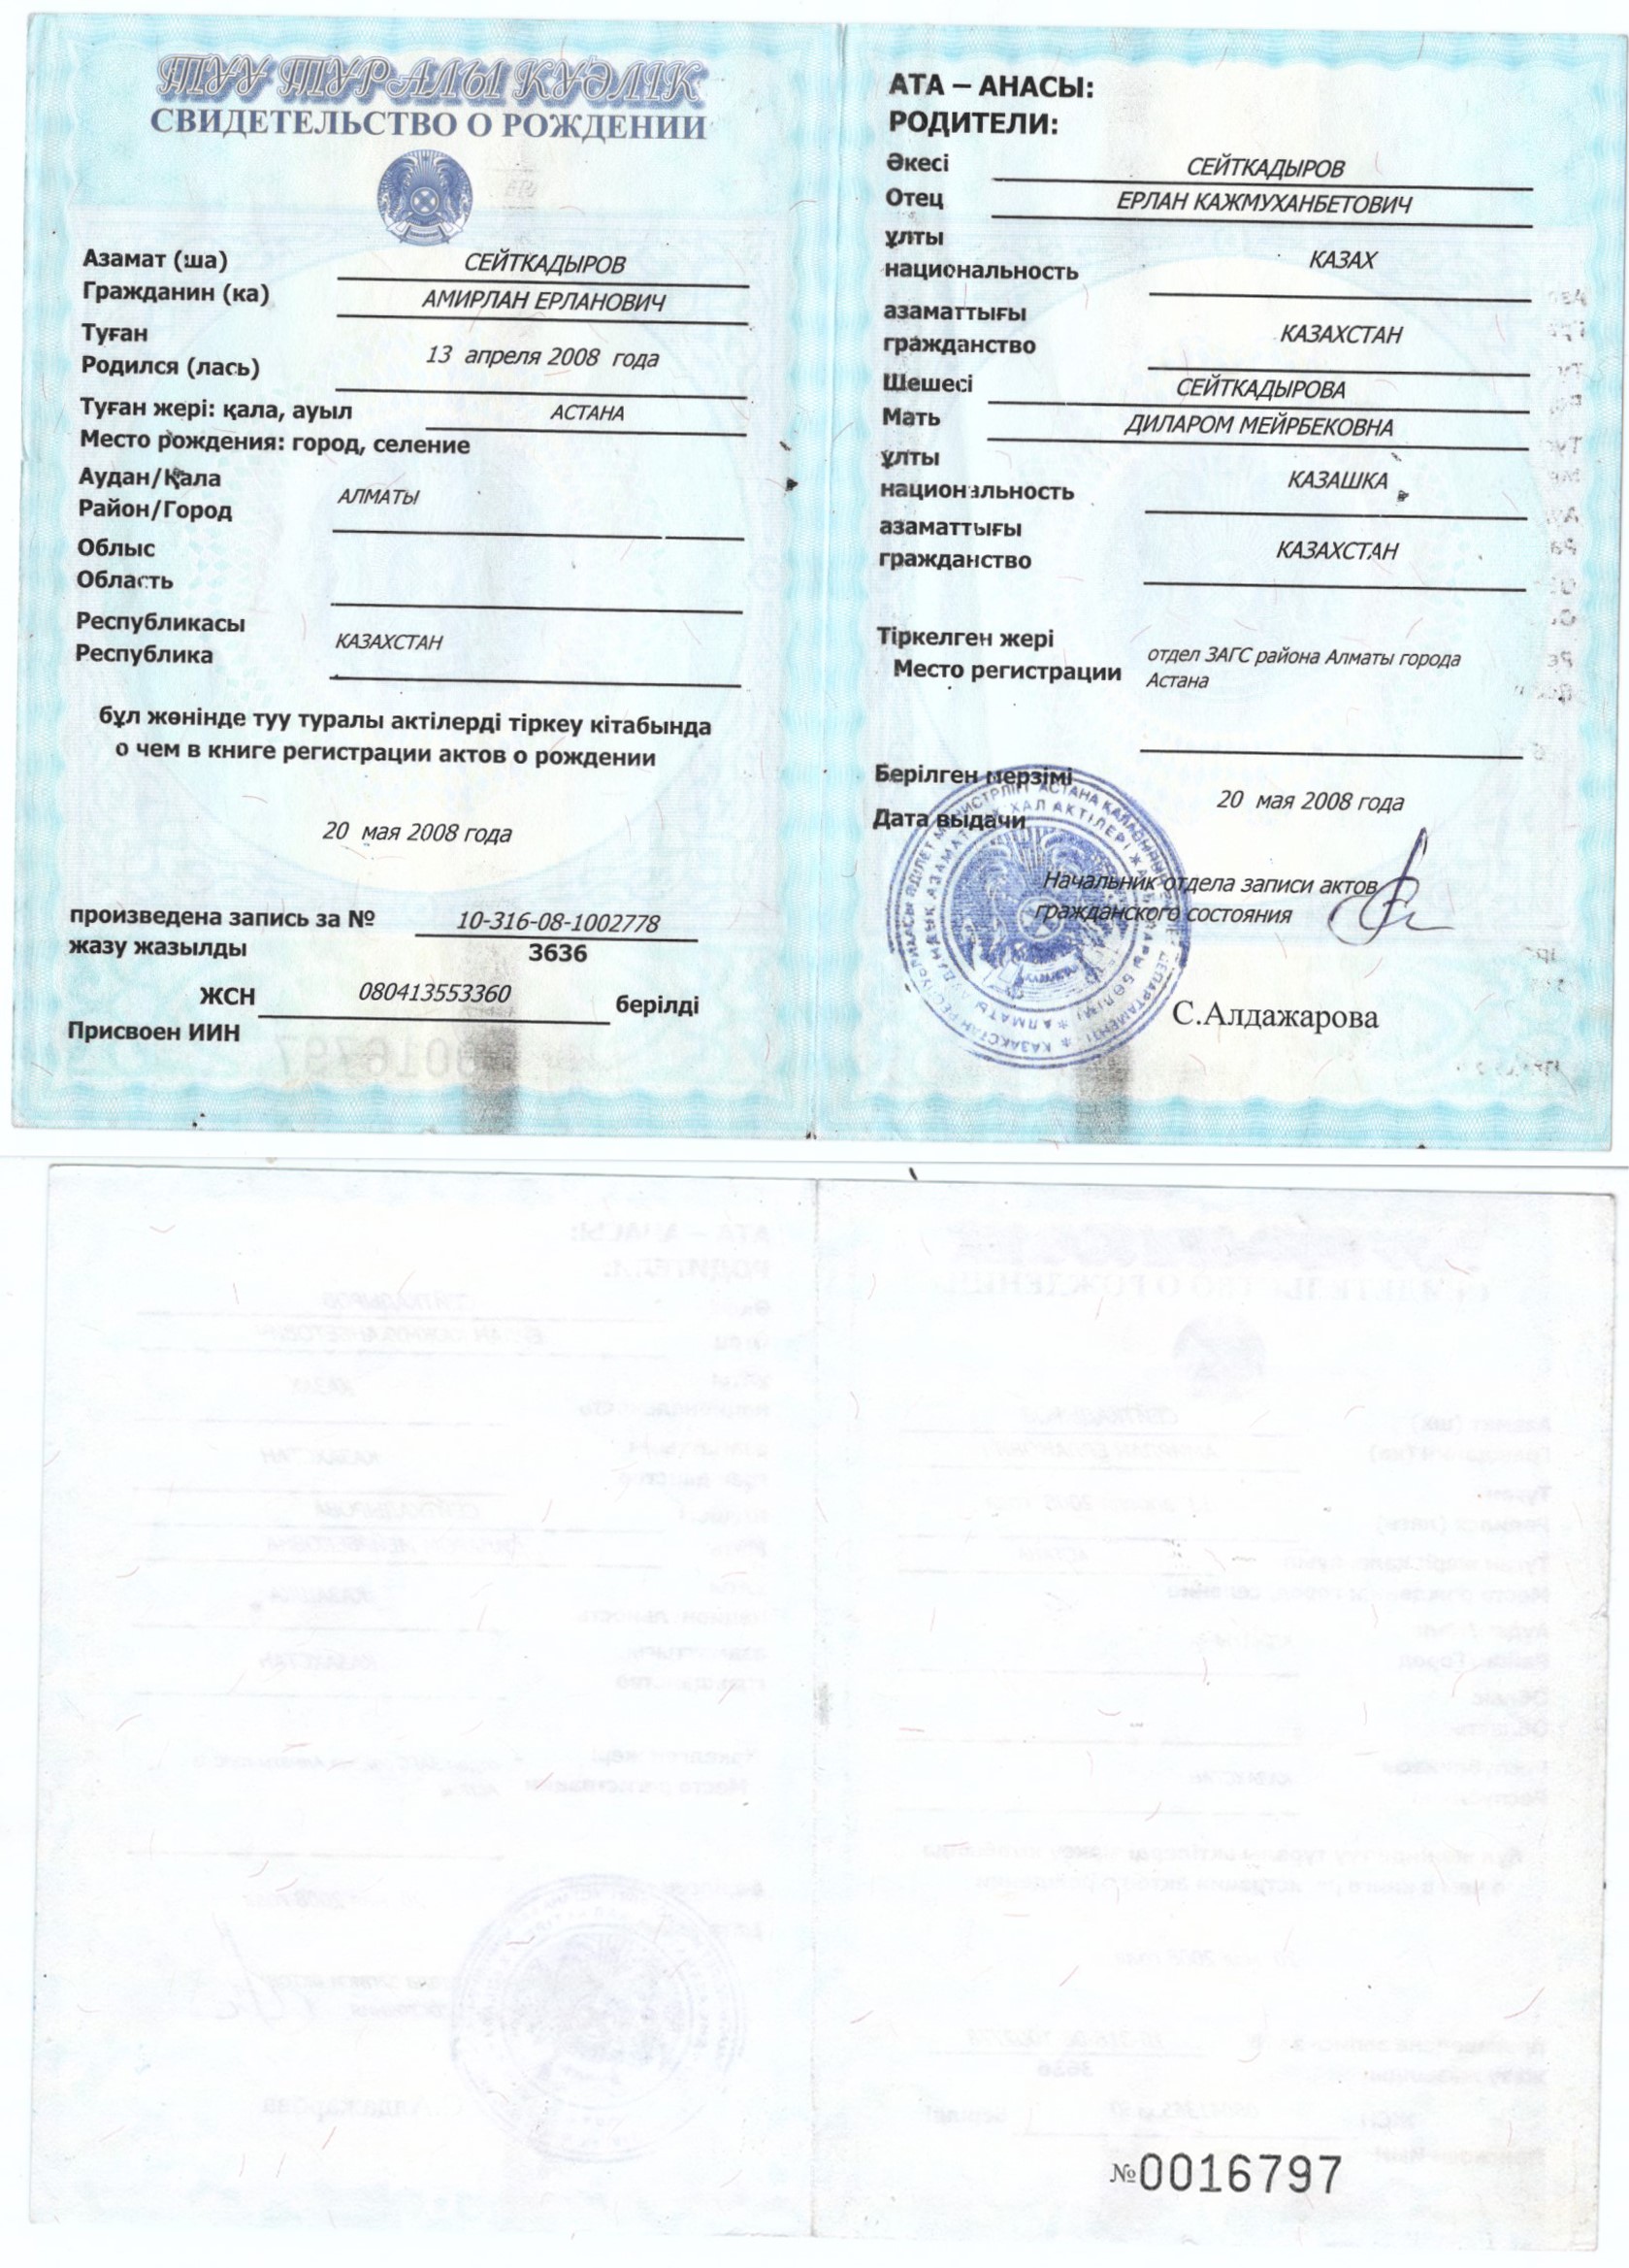 ТУУ ТУРАЛЫ КУӘЛІК
СВИДЕТЕЛЬСТВО О РОЖДЕНИИ
Азамат (ша) СЕЙТКАДЫРОВ
Гражданин (ка) АМИРЛАН ЕРЛАНОВИЧ
Туған
Родился (лась) 13 апреля 2008 года
Туған жері: қала, ауыл АСТАНА
Место рождения: город, селение
Аудан/Қала
Район/Город АЛМАТЫ
Облыс
Область
Республикасы
Республика КАЗАХСТАН
бұл жөнінде туу туралы актілерді тіркеу кітабында
о чем в книге регистрации актов о рождении
20 мая 2008 года
произведена запись за № 10-316-08-1002778
жазу жазылды 3636
ЖСН 080413553360 берілді
Присвоен ИИН
АТА – АНАСЫ:
РОДИТЕЛИ:
Әкесі СЕЙТКАДЫРОВ
Отец ЕРЛАН КАЖМУХАНБЕТОВИЧ
ұлты
национальность КАЗАХ
азаматтығы
гражданство КАЗАХСТАН
Шешесі СЕЙТКАДЫРОВА
Мать ДИЛАРОМ МЕЙРБЕКОВНА
ұлты
национальность КАЗАШКА
азаматтығы
гражданство КАЗАХСТАН
Тіркелген жері
Место регистрации отдел ЗАГС района Алматы города
Астана
Берілген мерзімі
Дата выдачи 20 мая 2008 года
Начальник отдела записи актов
гражданского состояния
С.Алдажарова
№0016797